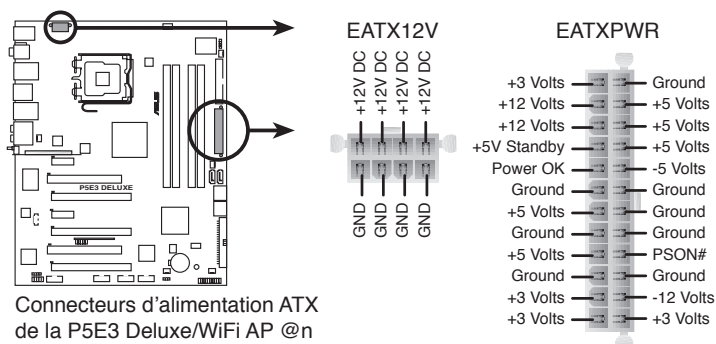 EATX12V
EATXPWR
+12V DC
+12V DC
+12V DC
+12V DC
GND
GND
GND
GND
+3 Volts Ground
+12 Volts +5 Volts
+12 Volts +5 Volts
+5V Standby +5 Volts
Power OK -5 Volts
Ground Ground
+5 Volts Ground
Ground Ground
+5 Volts PSON#
Ground Ground
+3 Volts -12 Volts
+3 Volts +3 Volts
ASUS
P5E3 DELUXE
Connecteurs d’alimentation ATX
de la P5E3 Deluxe/WiFi AP @n